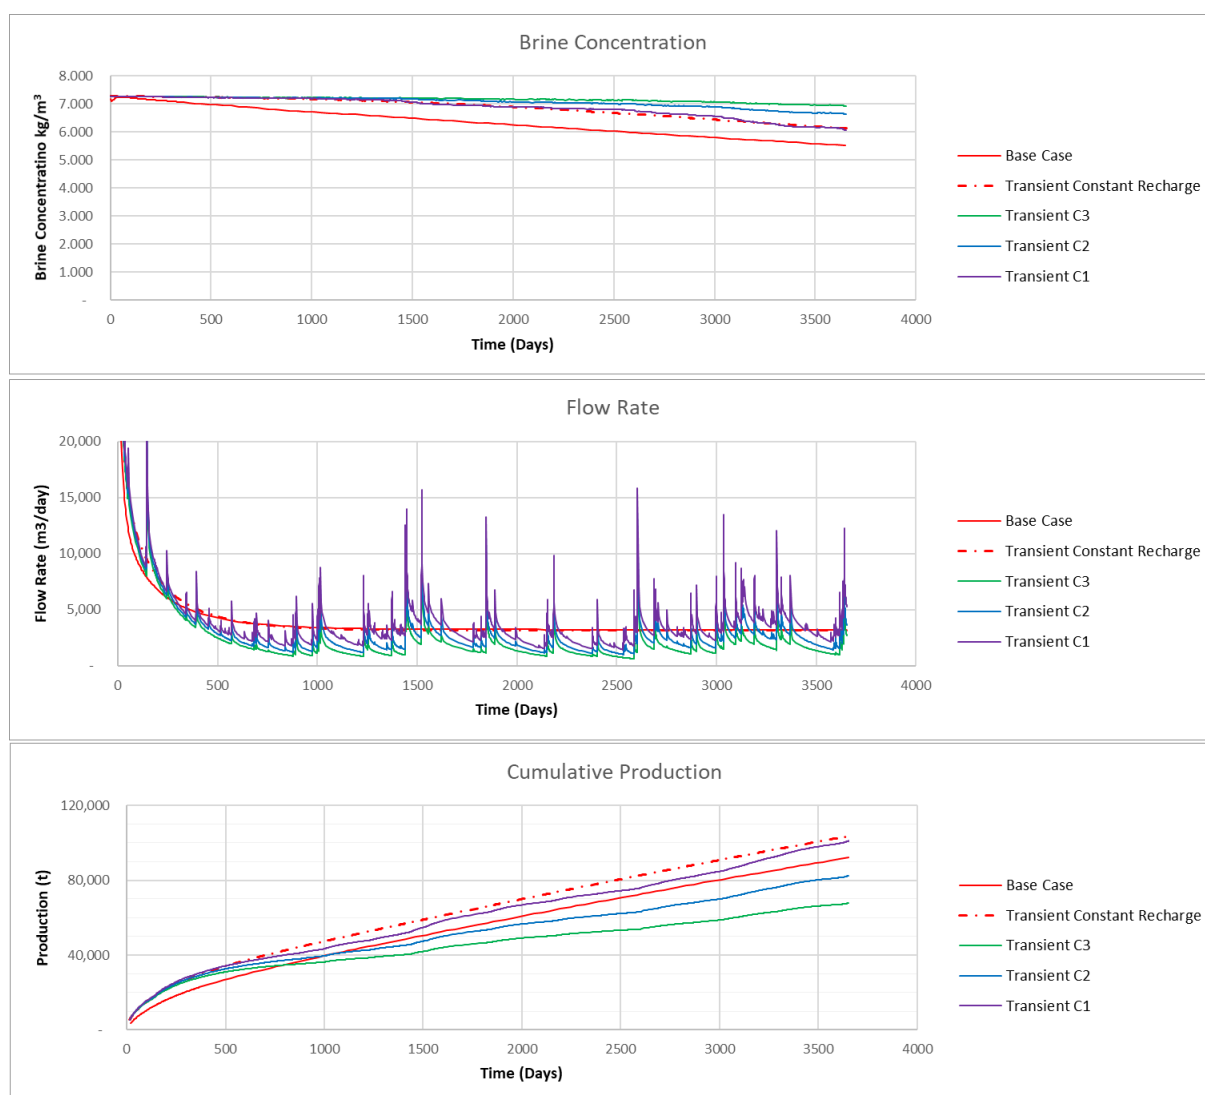 Brine Concentration
Brine Concentratino kg/m³
8.000
7.000
6.000
5.000
4.000
3.000
2.000
1.000
-
0 500 1000 1500 2000 2500 3000 3500 4000
Time (Days)
Base Case
Transient Constant Recharge
Transient C3
Transient C2
Transient C1
Flow Rate
Flow Rate (m3/day)
20,000
15,000
10,000
5,000
-
0 500 1000 1500 2000 2500 3000 3500 4000
Time (Days)
Base Case
Transient Constant Recharge
Transient C3
Transient C2
Transient C1
Cumulative Production
Production (t)
120,000
80,000
40,000
-
0 500 1000 1500 2000 2500 3000 3500 4000
Time (Days)
Base Case
Transient Constant Recharge
Transient C3
Transient C2
Transient C1